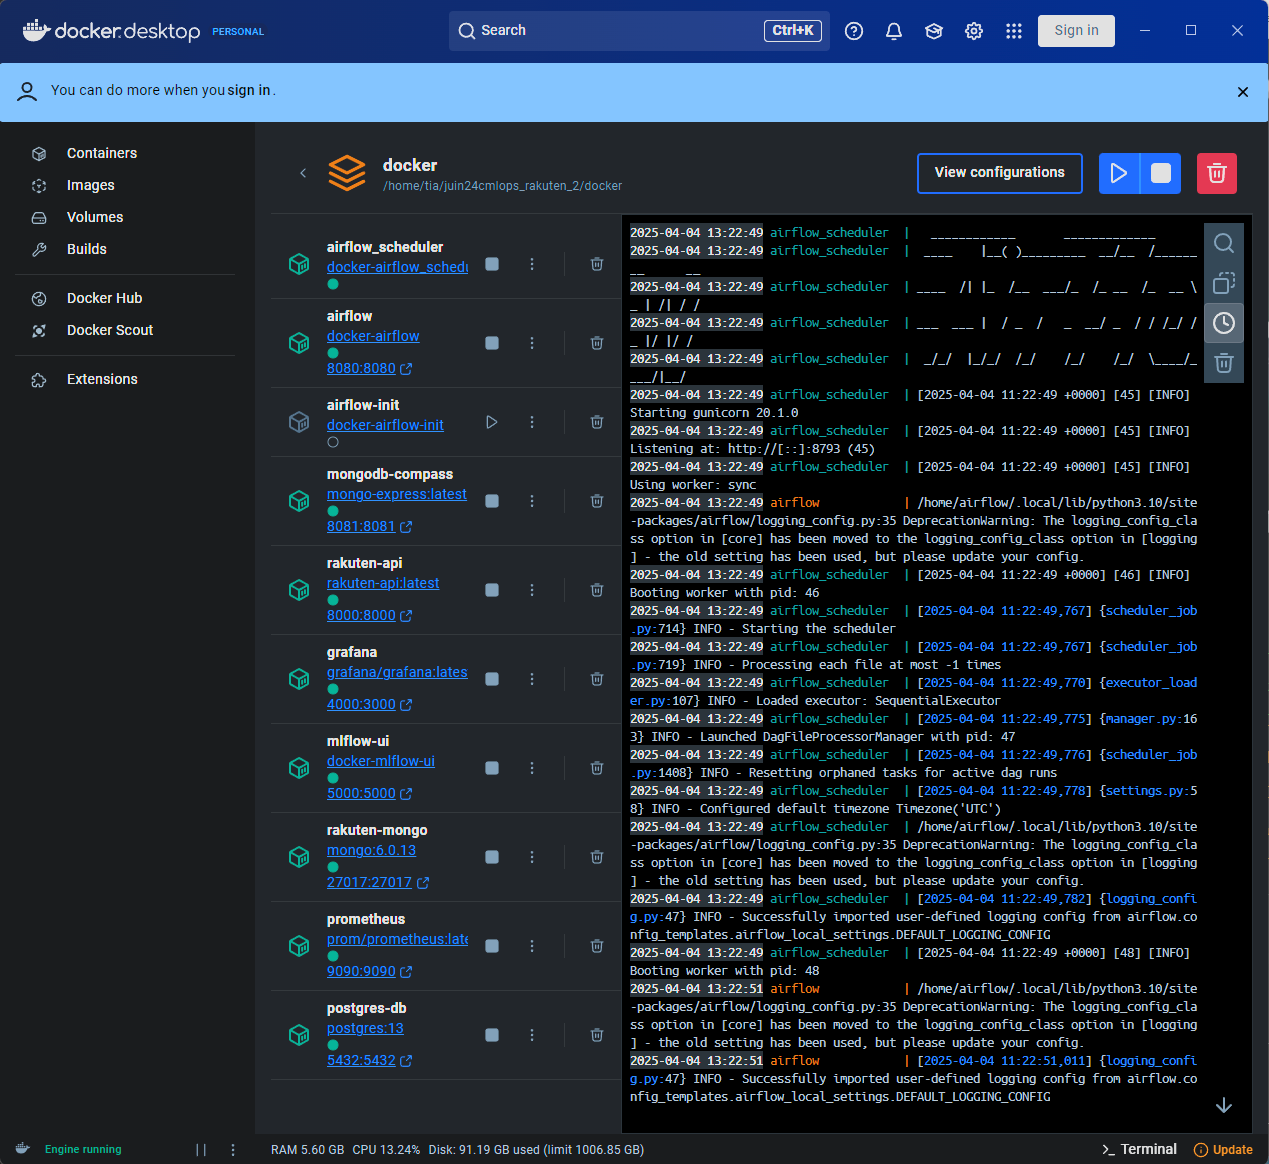 docker.desktop PERSONAL
Search Ctrl+K
Sign in
You can do more when you sign in.
Containers
Images
Volumes
Builds
Docker Hub
Docker Scout
Extensions
docker
/home/tia/juin24cmlops_rakuten_2/docker
View configurations
airflow_scheduler
docker-airflow_schedu
airflow
docker-airflow
8080:8080
airflow-init
docker-airflow-init
mongodb-compass
mongo-express:latest
8081:8081
rakuten-api
rakuten-api:latest
8000:8000
grafana
grafana/grafana:lates
4000:3000
mlflow-ui
docker-mlflow-ui
5000:5000
rakuten-mongo
mongo:6.0.13
27017:27017
prometheus
prom/prometheus:late
9090:9090
postgres-db
postgres:13
5432:5432
2025-04-04 13:22:49 airflow_scheduler  |   ____________       _____________
2025-04-04 13:22:49 airflow_scheduler  | ____    |__( )_________  __/__  /______
__      __
2025-04-04 13:22:49 airflow_scheduler  | ____  /| |_  /__  ___/_  /_ __  /_  __ \
_ | /| / /
2025-04-04 13:22:49 airflow_scheduler  | ___  ___ |  / _  /   _  __/ _  / / /_/ /
_ |/ |/ /
2025-04-04 13:22:49 airflow_scheduler  |  _/_/  |_/_/  /_/    /_/    /_/  \____/_
___/|__/
2025-04-04 13:22:49 airflow_scheduler  | [2025-04-04 11:22:49 +0000] [45] [INFO]
Starting gunicorn 20.1.0
2025-04-04 13:22:49 airflow_scheduler  | [2025-04-04 11:22:49 +0000] [45] [INFO]
Listening at: http://[::]:8793 (45)
2025-04-04 13:22:49 airflow_scheduler  | [2025-04-04 11:22:49 +0000] [45] [INFO]
Using worker: sync
2025-04-04 13:22:49 airflow            | /home/airflow/.local/lib/python3.10/site
-packages/airflow/logging_config.py:35 DeprecationWarning: The logging_config_cla
ss option in [core] has been moved to the logging_config_class option in [logging
] - the old setting has been used, but please update your config.
2025-04-04 13:22:49 airflow_scheduler  | [2025-04-04 11:22:49 +0000] [46] [INFO]
Booting worker with pid: 46
2025-04-04 13:22:49 airflow_scheduler  | [2025-04-04 11:22:49,767] {scheduler_job
.py:714} INFO - Starting the scheduler
2025-04-04 13:22:49 airflow_scheduler  | [2025-04-04 11:22:49,767] {scheduler_job
.py:719} INFO - Processing each file at most -1 times
2025-04-04 13:22:49 airflow_scheduler  | [2025-04-04 11:22:49,770] {executor_load
er.py:107} INFO - Loaded executor: SequentialExecutor
2025-04-04 13:22:49 airflow_scheduler  | [2025-04-04 11:22:49,775] {manager.py:16
3} INFO - Launched DagFileProcessorManager with pid: 47
2025-04-04 13:22:49 airflow_scheduler  | [2025-04-04 11:22:49,776] {scheduler_job
.py:1408} INFO - Resetting orphaned tasks for active dag runs
2025-04-04 13:22:49 airflow_scheduler  | [2025-04-04 11:22:49,778] {settings.py:5
8} INFO - Configured default timezone Timezone('UTC')
2025-04-04 13:22:49 airflow_scheduler  | /home/airflow/.local/lib/python3.10/site
-packages/airflow/logging_config.py:35 DeprecationWarning: The logging_config_cla
ss option in [core] has been moved to the logging_config_class option in [logging
] - the old setting has been used, but please update your config.
2025-04-04 13:22:49 airflow_scheduler  | [2025-04-04 11:22:49,782] {logging_confi
g.py:47} INFO - Successfully imported user-defined logging config from airflow.co
nfig_templates.airflow_local_settings.DEFAULT_LOGGING_CONFIG
2025-04-04 13:22:49 airflow_scheduler  | [2025-04-04 11:22:49 +0000] [48] [INFO]
Booting worker with pid: 48
2025-04-04 13:22:51 airflow            | /home/airflow/.local/lib/python3.10/site
-packages/airflow/logging_config.py:35 DeprecationWarning: The logging_config_cla
ss option in [core] has been moved to the logging_config_class option in [logging
] - the old setting has been used, but please update your config.
2025-04-04 13:22:51 airflow            | [2025-04-04 11:22:51,011] {logging_confi
g.py:47} INFO - Successfully imported user-defined logging config from airflow.co
nfig_templates.airflow_local_settings.DEFAULT_LOGGING_CONFIG
Engine running
RAM 5.60 GB CPU 13.24% Disk: 91.19 GB used (limit 1006.85 GB)
Terminal
Update